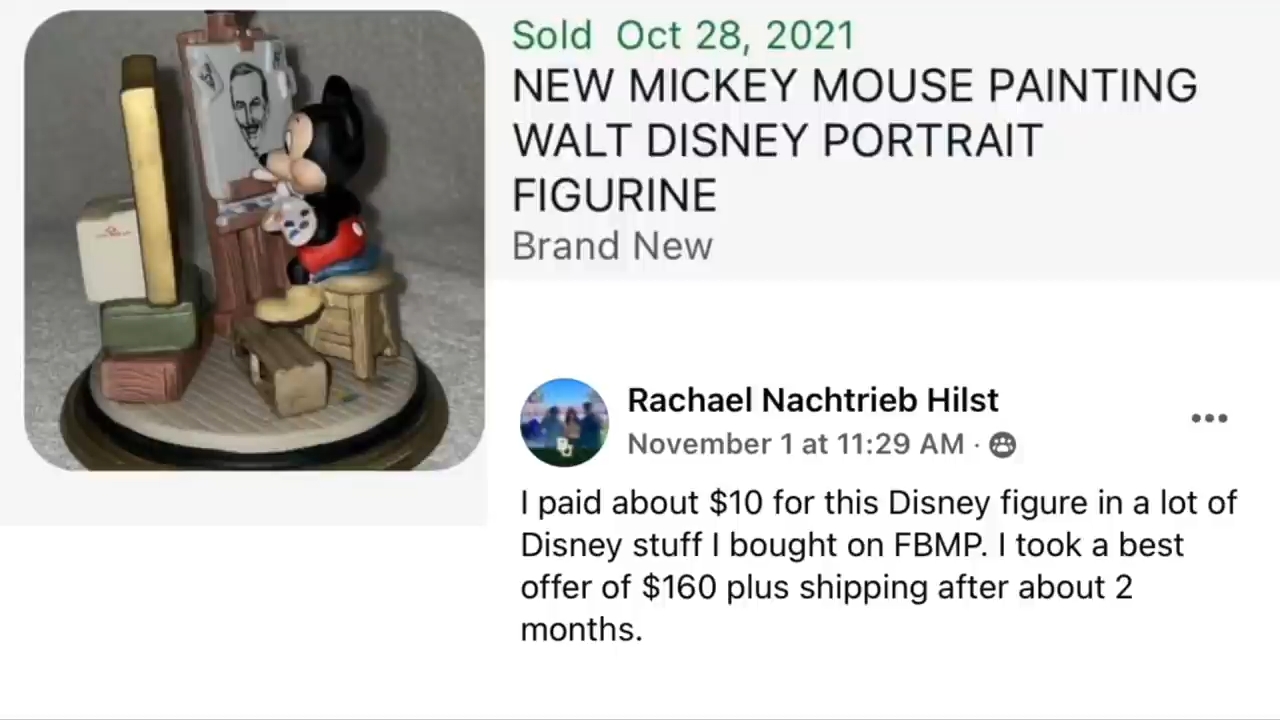 Sold Oct 28, 2021
NEW MICKEY MOUSE PAINTING
WALT DISNEY PORTRAIT
FIGURINE
Brand New
Rachael Nachtrieb Hilst
November 1 at 11:29 AM ·
I paid about $10 for this Disney figure in a lot of
Disney stuff I bought on FBMP. I took a best
offer of $160 plus shipping after about 2
months.